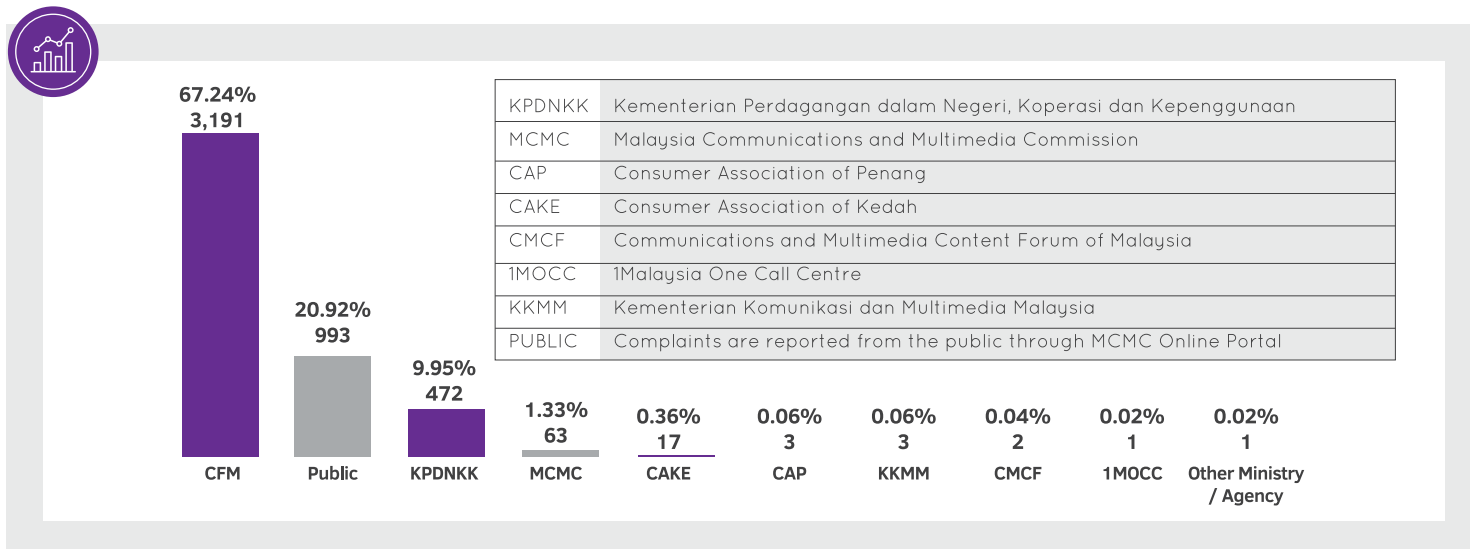 67.24%
3,191
20.92%
993
9.95%
472
1.33%
63
0.36%
17
0.06%
3
0.06%
3
0.04%
2
0.02%
1
0.02%
1
CFM
Public
KPDNKK
MCMC
CAKE
CAP
KKMM
CMCF
1MOCC
Other Ministry
/ Agency
KPDNKK Kementerian Perdagangan dalam Negeri, Koperasi dan Kepenggunaan
MCMC Malaysia Communications and Multimedia Commission
CAP Consumer Association of Penang
CAKE Consumer Association of Kedah
CMCF Communications and Multimedia Content Forum of Malaysia
1MOCC 1Malaysia One Call Centre
KKMM Kementerian Komunikasi dan Multimedia Malaysia
PUBLIC Complaints are reported from the public through MCMC Online Portal